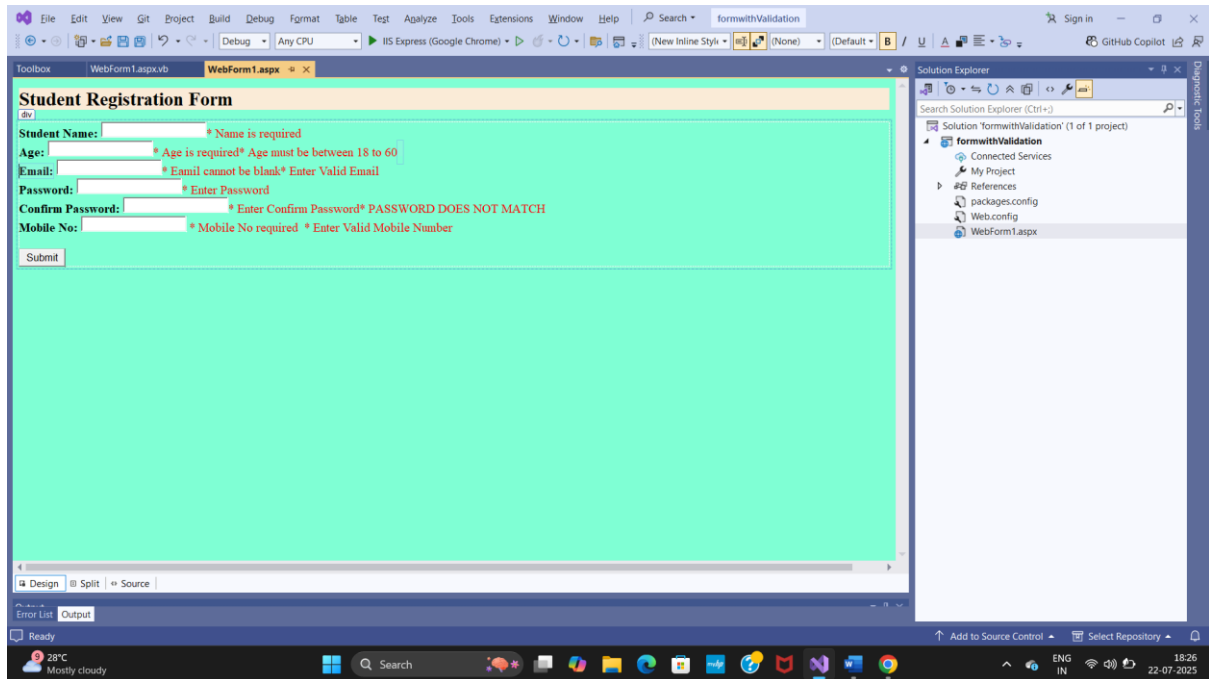 File Edit View Git Project Build Debug Format Table Test Analyze Tools Extensions Window Help Search formwithValidation Sign in
Debug Any CPU IIS Express (Google Chrome) (New Inline Style (None) (Default B I U A GitHub Copilot
Toolbox WebForm1.aspx.vb WebForm1.aspx
Student Registration Form
div
Student Name: * Name is required
Age: * Age is required* Age must be between 18 to 60
Email: * Eamil cannot be blank* Enter Valid Email
Password: * Enter Password
Confirm Password: * Enter Confirm Password* PASSWORD DOES NOT MATCH
Mobile No: * Mobile No required * Enter Valid Mobile Number
Submit
Design Split Source
Output
Error List Output
Solution Explorer
Search Solution Explorer (Ctrl+;)
Solution 'formwithValidation' (1 of 1 project)
formwithValidation
Connected Services
My Project
References
packages.config
Web.config
WebForm1.aspx
Diagnostic Tools
Ready Add to Source Control Select Repository
9 28°C
Mostly cloudy
Search
ENG
IN
18:26
22-07-2025